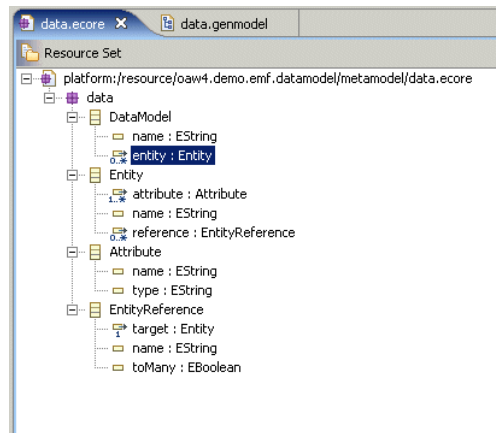 data.ecore data.genmodel
Resource Set
platform:/resource/oaw4.demo.emf.datamodel/metamodel/data.ecore
data
DataModel
name : EString
0..* entity : Entity
Entity
1..* attribute : Attribute
name : EString
0..* reference : EntityReference
Attribute
name : EString
type : EString
EntityReference
1 target : Entity
name : EString
toMany : EBoolean